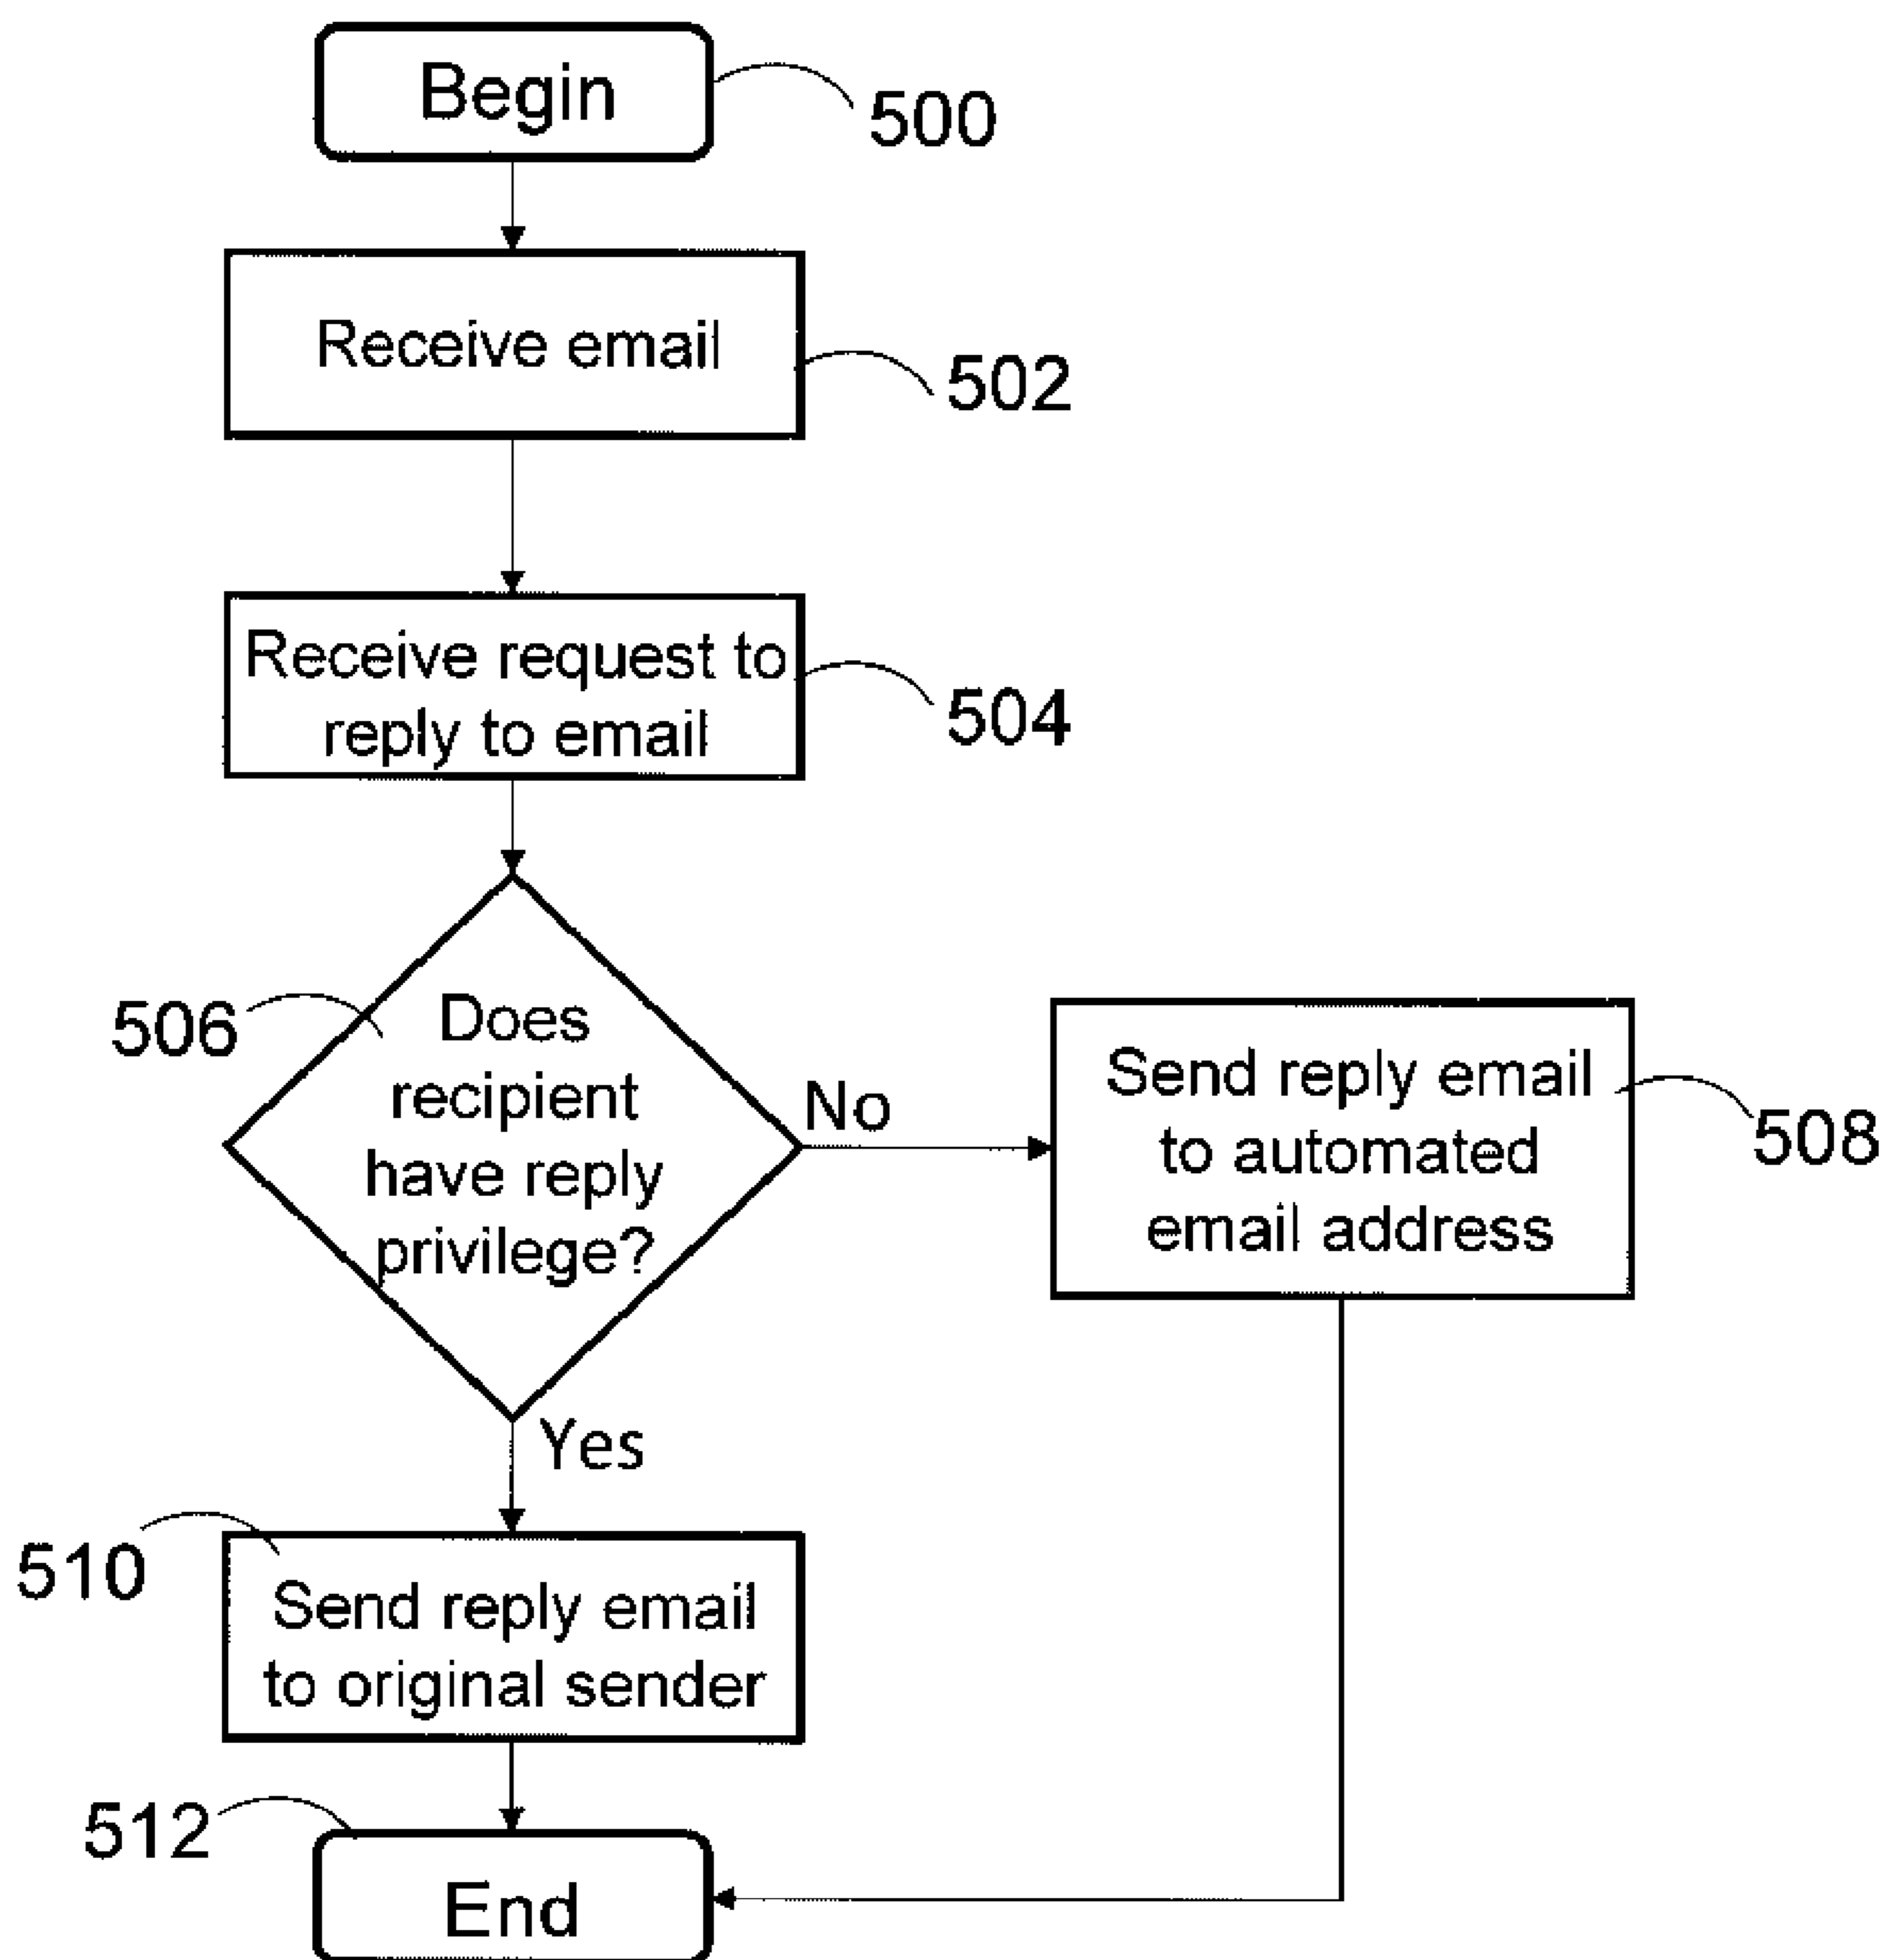 Begin
500
Receive email
502
Receive request to
reply to email
504
506
Does
recipient
have reply
privilege?
No
Send reply email
to automated
email address
508
Yes
510
Send reply email
to original sender
512
End